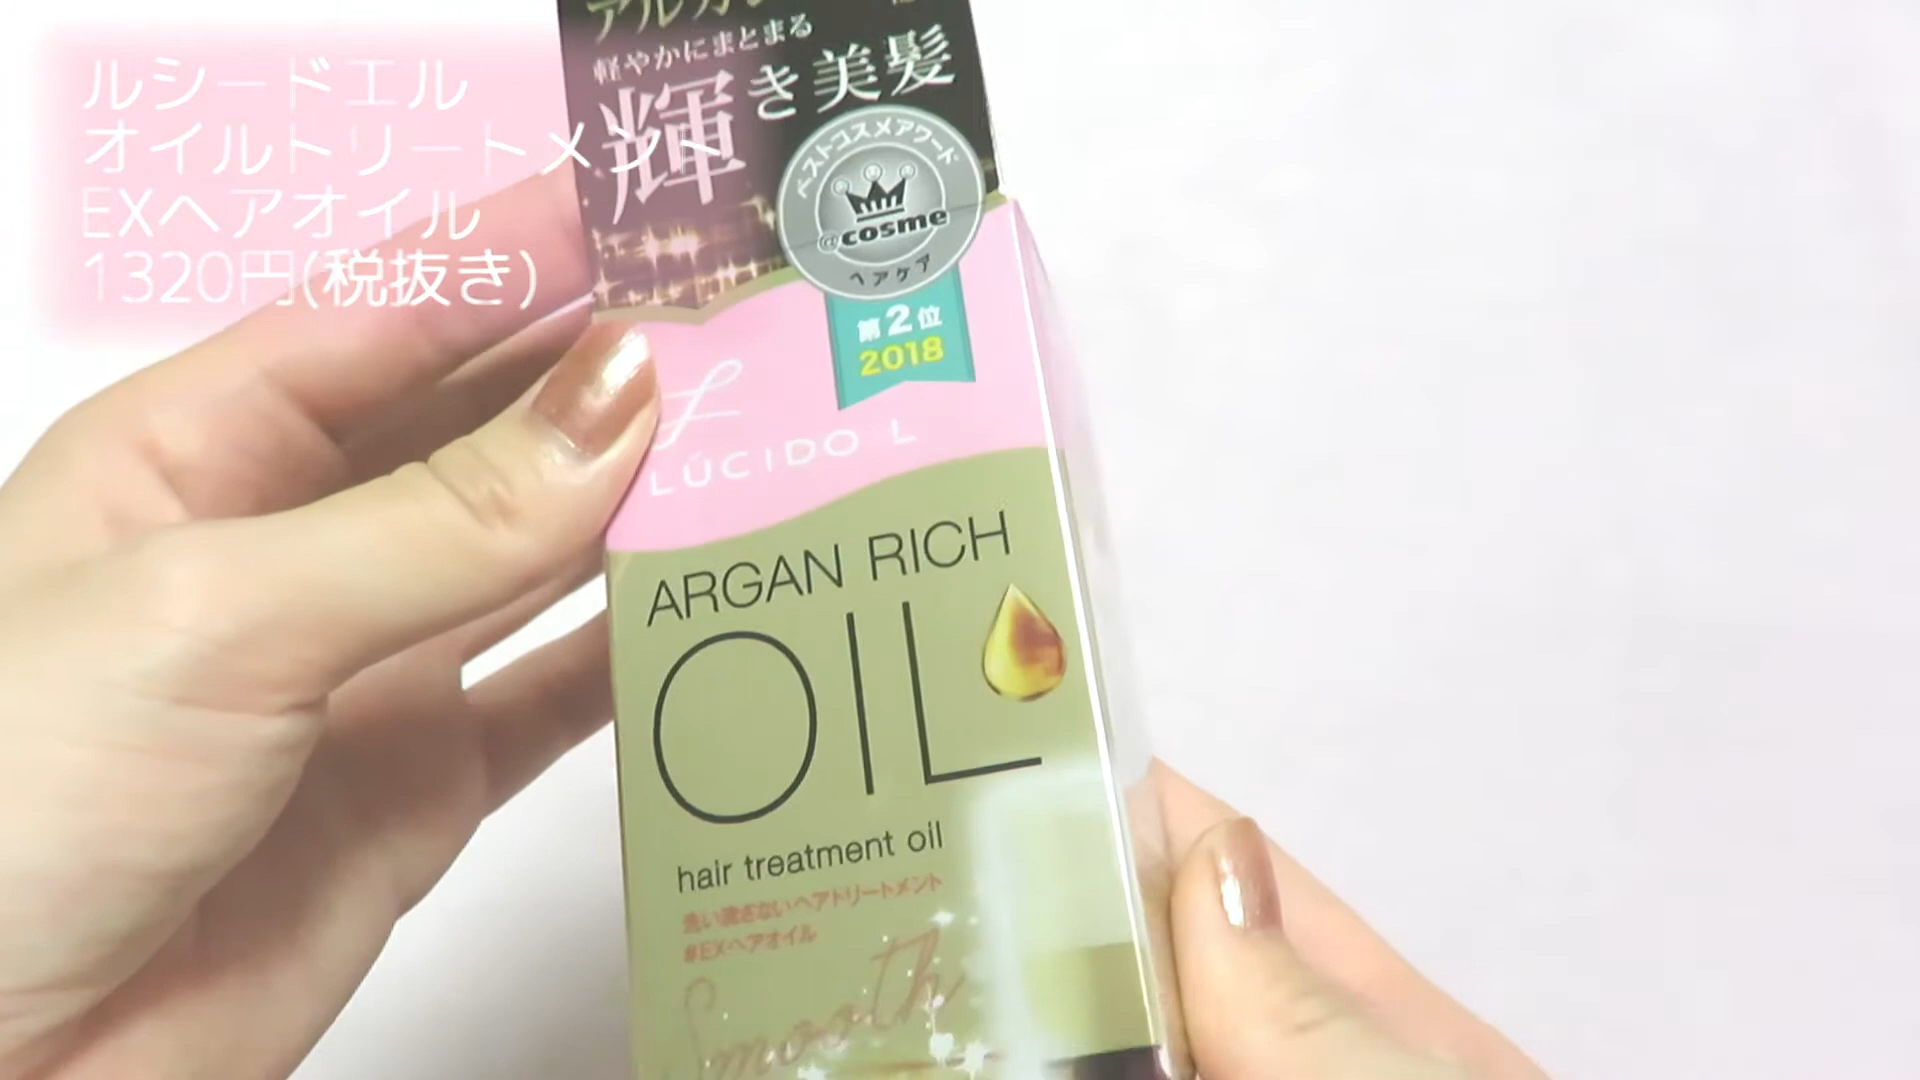 ルシードエル
オイルトリートメント
EXヘアオイル
1320円(税抜き)
軽やかにまとまる
輝き美髪
ベストコスメアワード
@cosme
ヘアケア
第2位
2018
LÚCIDO L
ARGAN RICH
OIL
hair treatment oil
洗い流さないヘアトリートメント
#EXヘアオイル
Smooth